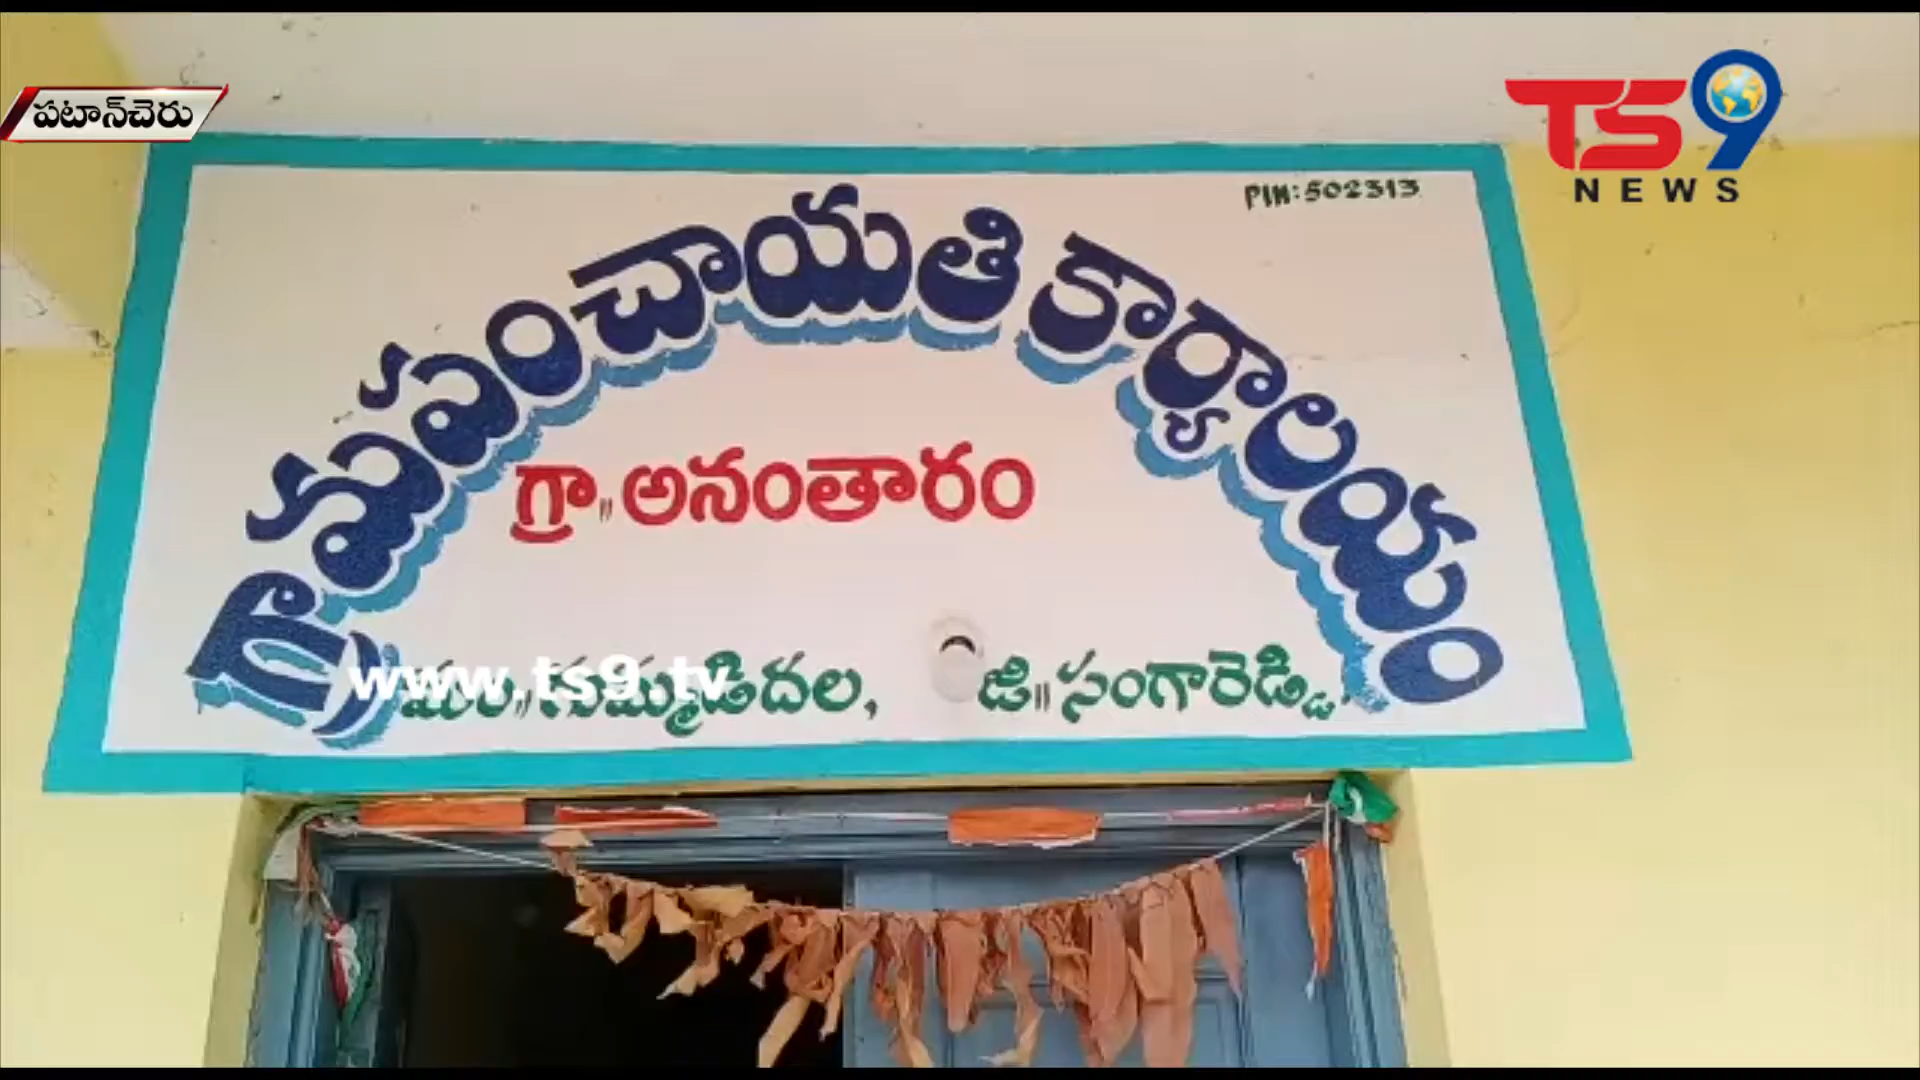 పటాన్‌చెరు
TS9
NEWS
PIN:502313
గ్రామపంచాయతి కార్యాలయం
గ్రా॥ అనంతారం
మం॥ గుమ్మడిదల, జి॥ సంగారెడ్డి.
www.ts9.tv